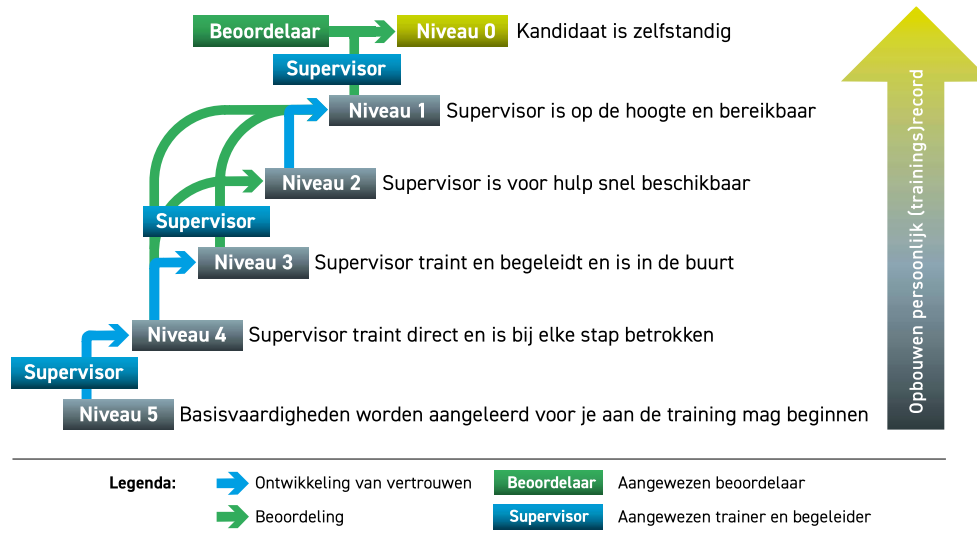 Beoordelaar
Niveau 0 Kandidaat is zelfstandig
Supervisor
Niveau 1 Supervisor is op de hoogte en bereikbaar
Niveau 2 Supervisor is voor hulp snel beschikbaar
Supervisor
Niveau 3 Supervisor traint en begeleidt en is in de buurt
Niveau 4 Supervisor traint direct en is bij elke stap betrokken
Supervisor
Niveau 5 Basisvaardigheden worden aangeleerd voor je aan de training mag beginnen
Opbouwen persoonlijk (trainings)record
Legenda:
Ontwikkeling van vertrouwen
Beoordelaar Aangewezen beoordelaar
Beoordeling
Supervisor Aangewezen trainer en begeleider